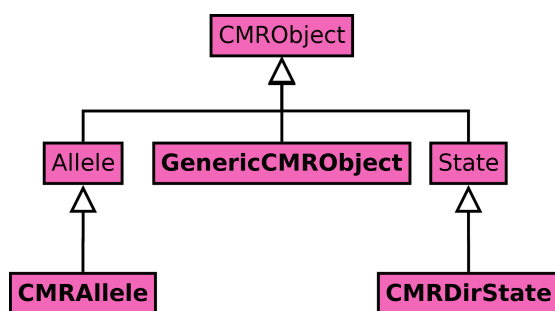 CMRObject
Allele
GenericCMRObject
State
CMRAllele
CMRDirState